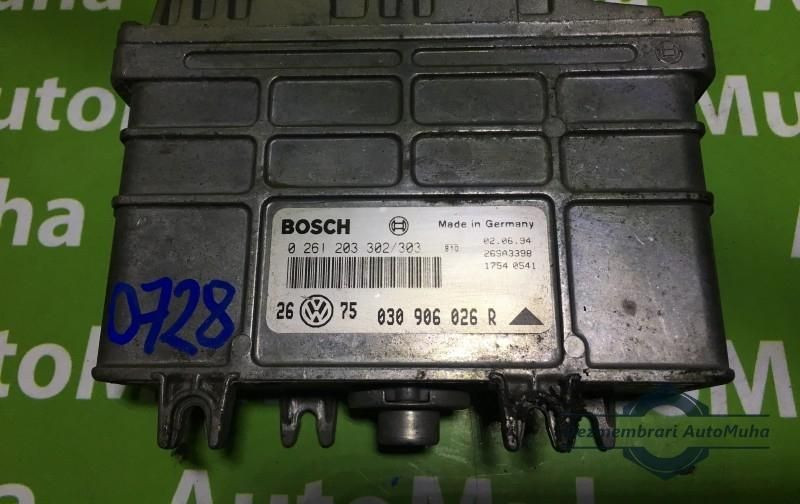 BOSCH
Made in Germany
0 261 203 302/303
02.06.94
26SA3398
1754 0541
26 75 030 906 026 R
0728
utoMuha
Dezmembrari AutoMuha